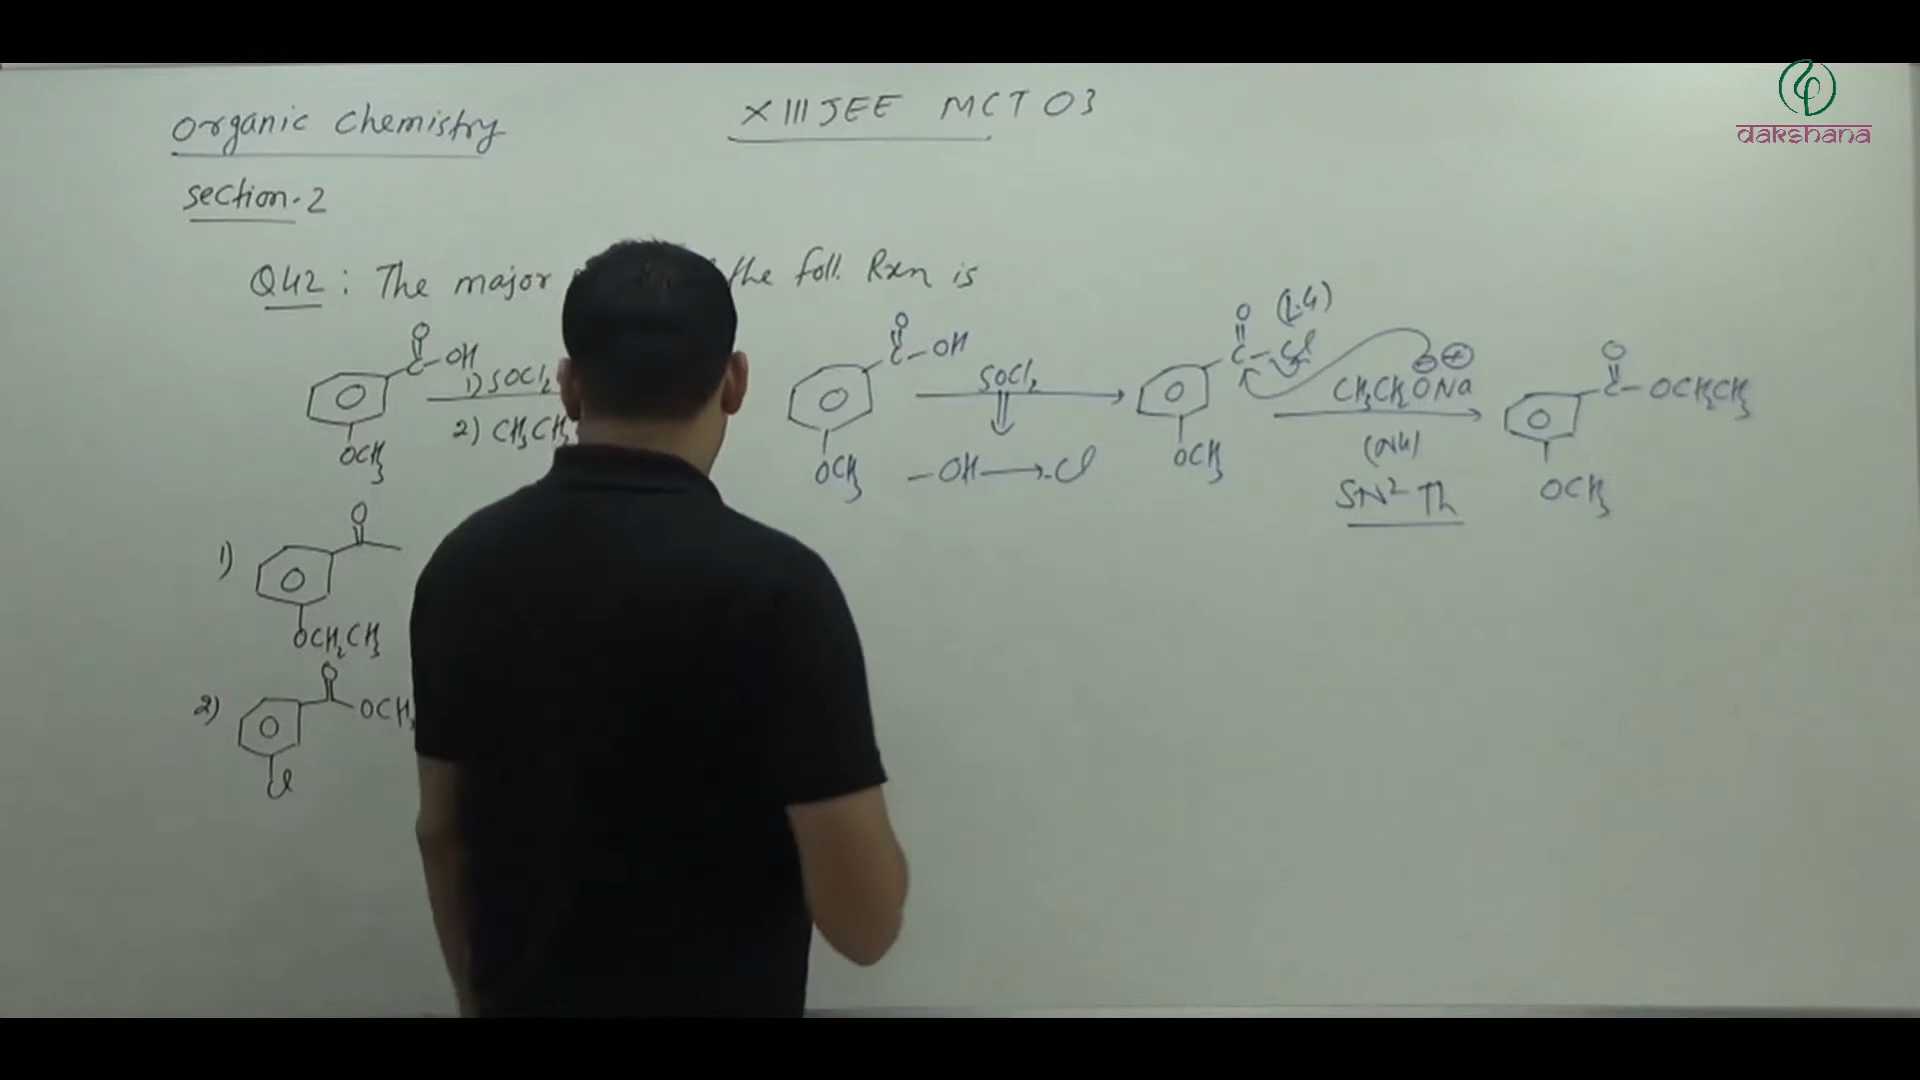 dakshana
Organic Chemistry
XIII JEE MCT 03
Section-2
Q42 : The major the foll. Rxn is
O
C-OH
1) SOCl2
2) CH3CH
OCH3
O
C-OH
SOCl2
-OH → -Cl
OCH3
O
C-Cl (L.G)
OCH3
CH3CH2O⊖Na⊕
(Nu)
SN2 Th
O
C-OCH2CH3
OCH3
1)
O
OCH2CH3
2)
O
OCH3
Cl